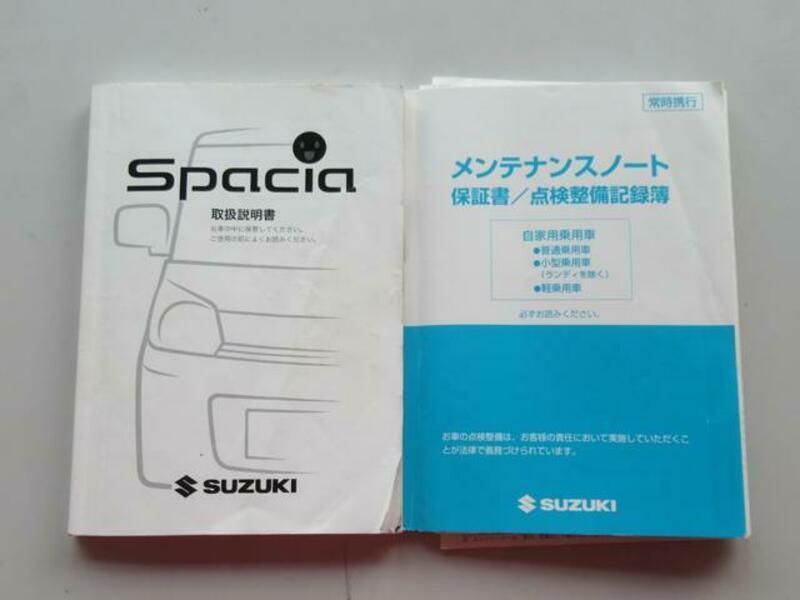 Spacia
取扱説明書
お車の中に保管してください。
ご使用の前によくお読みください。
SUZUKI
常時携行
メンテナンスノート
保証書／点検整備記録簿
自家用乗用車
●普通乗用車
●小型乗用車
(ランディを除く)
●軽乗用車
必ずお読みください。
お車の点検整備は、お客様の責任において実施していただくこ
とが法律で義務づけられています。
SUZUKI